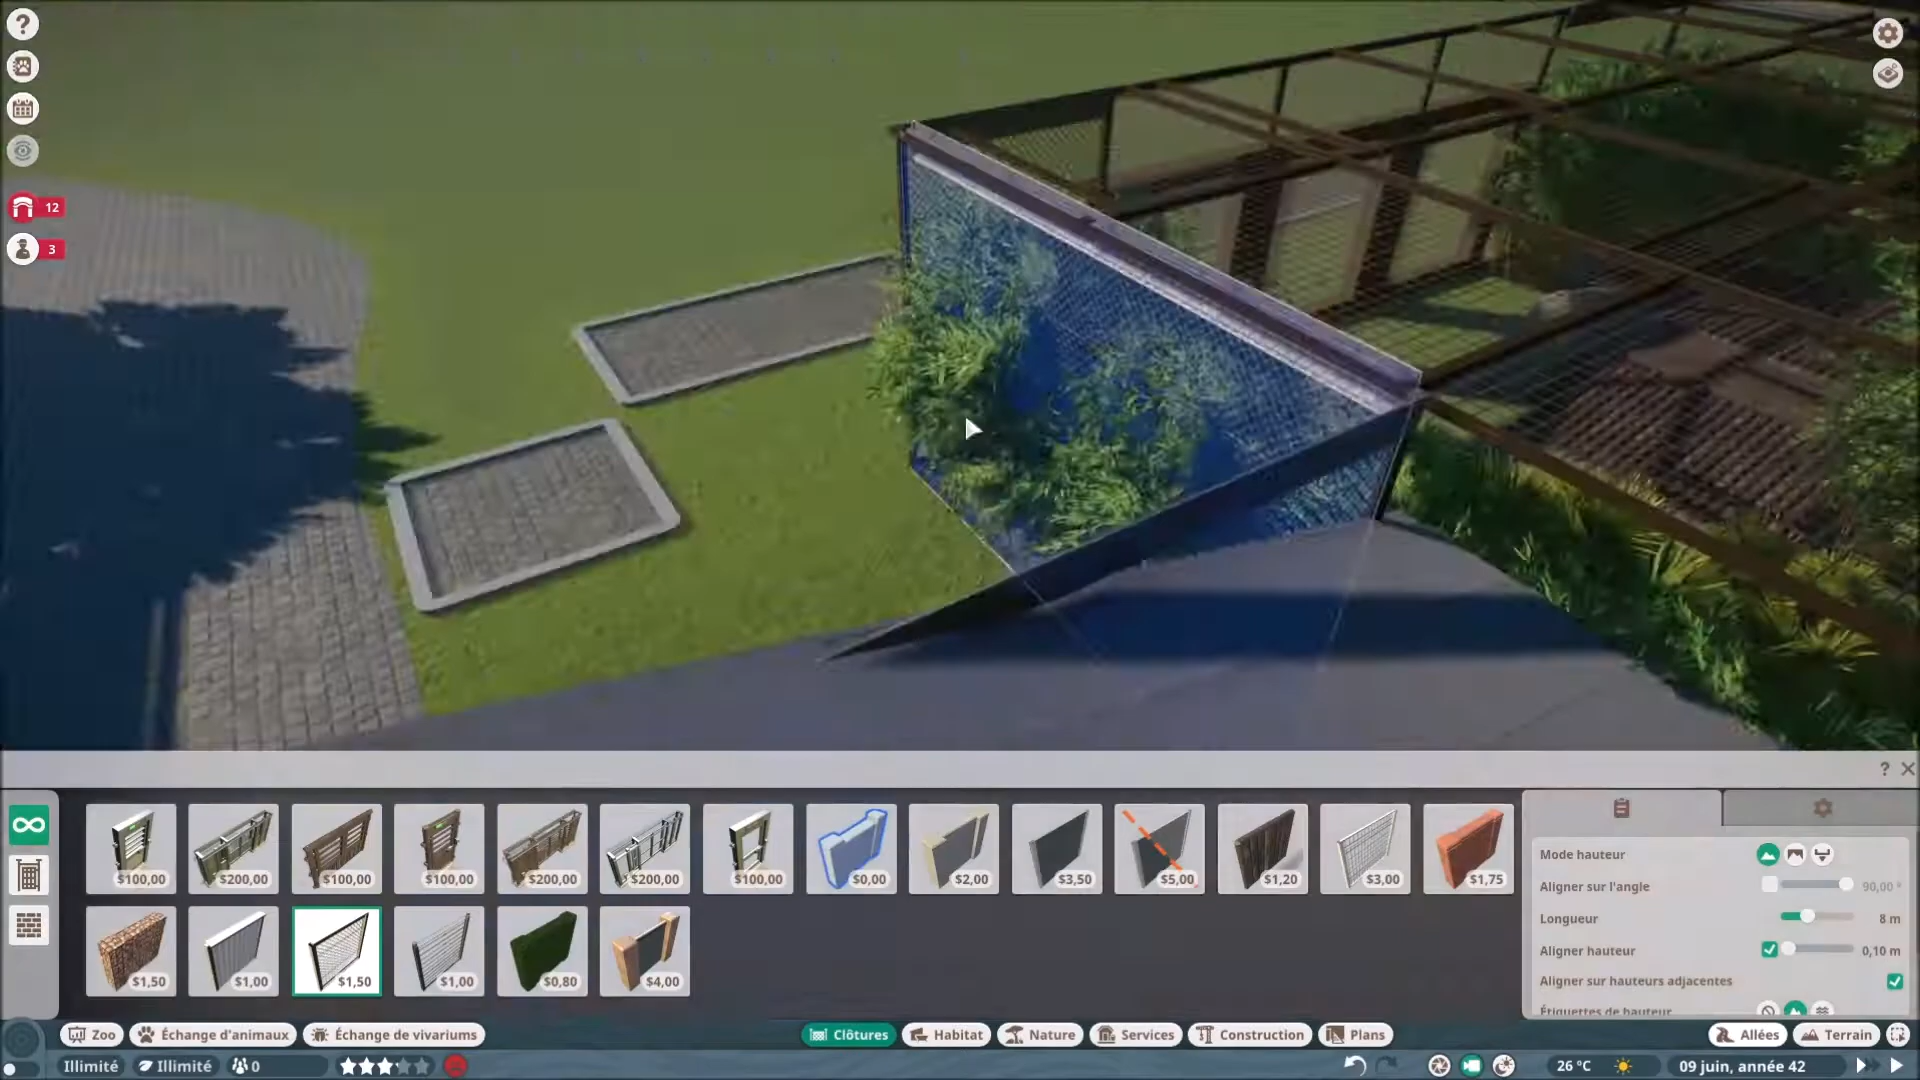 ?
12
3
? 
$100,00 $200,00 $100,00 $100,00 $200,00 $200,00 $100,00 $0,00 $2,00 $3,50 $5,00 $1,20 $3,00 $1,75
$1,50 $1,00 $1,50 $1,00 $0,80 $4,00
Mode hauteur
Aligner sur l'angle 90,00 °
Longueur 8 m
Aligner hauteur 0,10 m
Aligner sur hauteurs adjacentes
Étiquettes de hauteur
Zoo Échange d'animaux Échange de vivariums Clôtures Habitat Nature Services Construction Plans Allées Terrain
Illimité Illimité 0 26 °C 09 juin, année 42